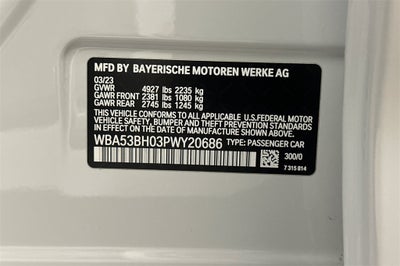 MFD BY BAYERISCHE MOTOREN WERKE AG
03/23
GVWR 4927 lbs 2235 kg
GAWR FRONT 2381 lbs 1080 kg
GAWR REAR 2745 lbs 1245 kg
THIS VEHICLE CONFORMS TO ALL APPLICABLE U.S.FEDERAL MOTOR
VEHICLE SAFETY, BUMPER, AND THEFT PREVENTION STANDARDS
IN EFFECT ON THE DATE OF MANUFACTURE SHOWN ABOVE.
WBA53BH03PWY20686 TYPE: PASSENGER CAR
300/0
7 315 014